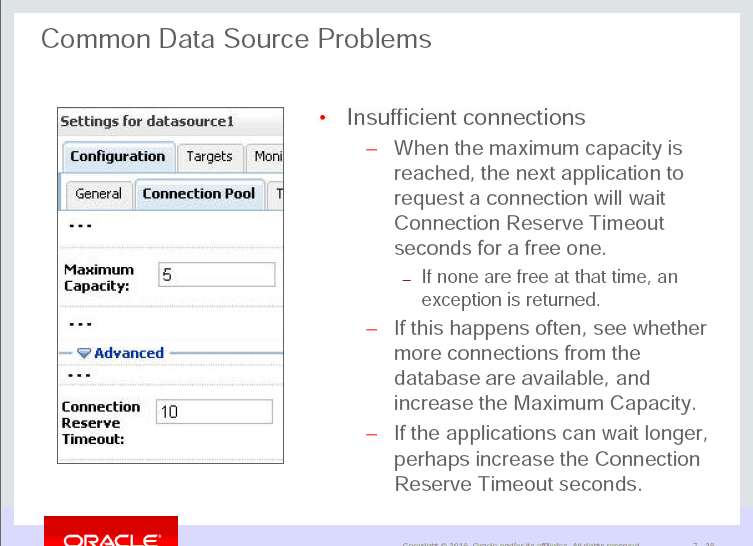 Common Data Source Problems
Settings for datasource1
Configuration Targets Moni
General Connection Pool T
...
Maximum
Capacity:
5
...
Advanced
...
Connection
Reserve
Timeout:
10
• Insufficient connections
– When the maximum capacity is
reached, the next application to
request a connection will wait
Connection Reserve Timeout
seconds for a free one.
– If none are free at that time, an
exception is returned.
– If this happens often, see whether
more connections from the
database are available, and
increase the Maximum Capacity.
– If the applications can wait longer,
perhaps increase the Connection
Reserve Timeout seconds.
ORACLE